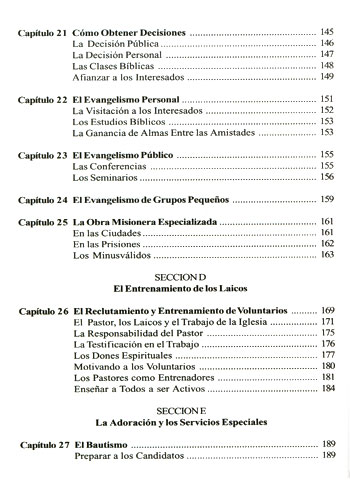 Capítulo 21 Cómo Obtener Decisiones ........ 145
La Decisión Pública ........ 146
La Decisión Personal ........ 147
Las Clases Bíblicas ........ 148
Afianzar a los Interesados ........ 149
Capítulo 22 El Evangelismo Personal ........ 151
La Visitación a los Interesados ........ 152
Los Estudios Bíblicos ........ 153
La Ganancia de Almas Entre las Amistades ........ 153
Capítulo 23 El Evangelismo Público ........ 155
Las Conferencias ........ 155
Los Seminarios ........ 156
Capítulo 24 El Evangelismo de Grupos Pequeños ........ 159
Capítulo 25 La Obra Misionera Especializada ........ 161
En las Ciudades ........ 161
En las Prisiones ........ 162
Los Minusválidos ........ 163
SECCION D
El Entrenamiento de los Laicos
Capítulo 26 El Reclutamiento y Entrenamiento de Voluntarios ........ 169
El Pastor, los Laicos y el Trabajo de la Iglesia ........ 171
La Responsabilidad del Pastor ........ 175
La Testificación en el Trabajo ........ 176
Los Dones Espirituales ........ 177
Motivando a los Voluntarios ........ 180
Los Pastores como Entrenadores ........ 181
Enseñar a Todos a ser Activos ........ 184
SECCION E
La Adoración y los Servicios Especiales
Capítulo 27 El Bautismo ........ 189
Preparar a los Candidatos ........ 189